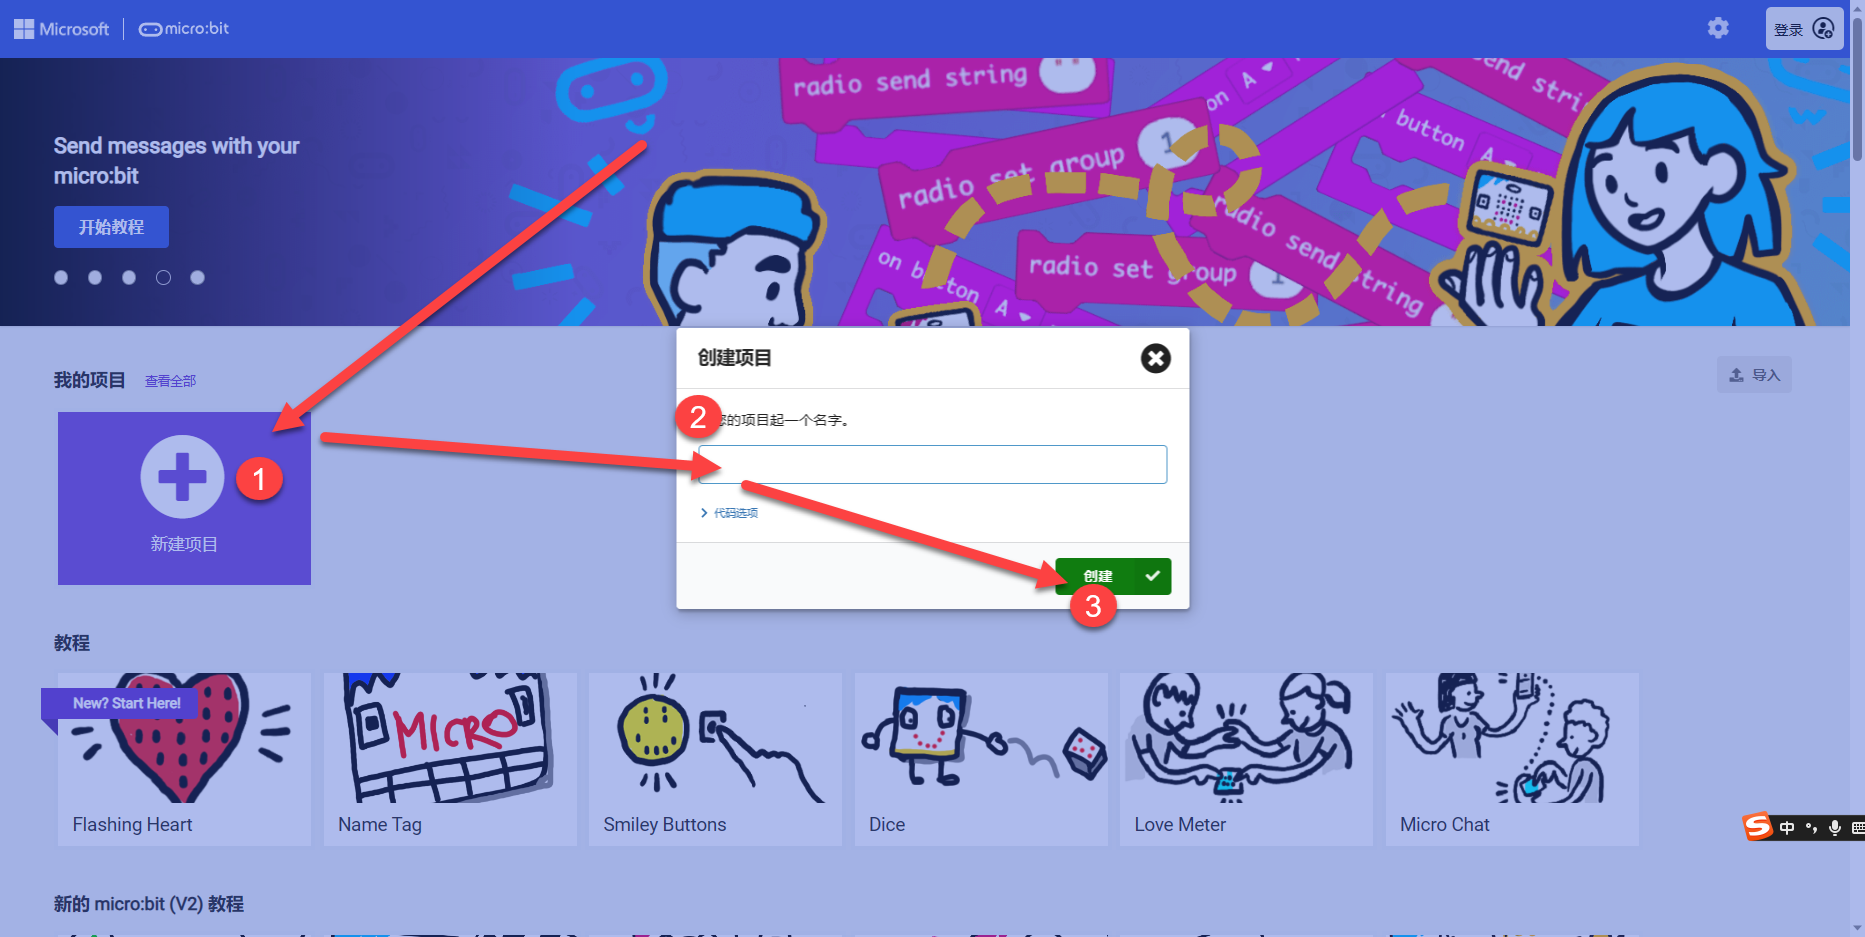 Microsoft
micro:bit
登录
radio send string
radio set group 1
radio set group 1
radio send string
button A
on A
on button A
send string
Send messages with your
micro:bit
开始教程
我的项目 查看全部
导入
新建项目
1
创建项目
2
您的项目起一个名字。
代码选项
创建
3
教程
New? Start Here!
MICRO
Flashing Heart
Name Tag
Smiley Buttons
Dice
Love Meter
Micro Chat
中
新的 micro:bit (V2) 教程